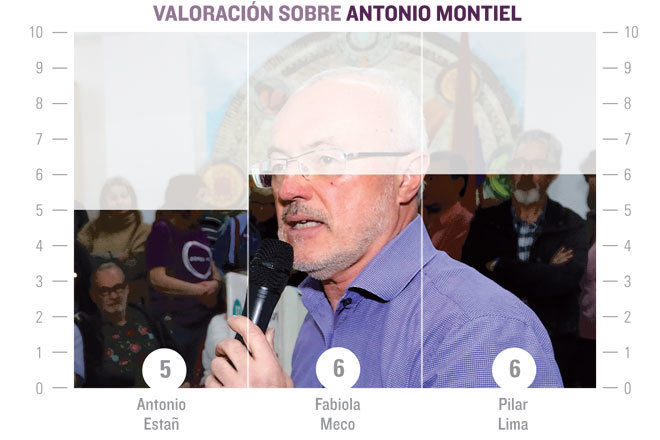 VALORACIÓN SOBRE ANTONIO MONTIEL
10 10
9 9
8 8
7 7
6 6
5 5
4 4
3 3
2 2
1 1
0 0
5 6 6
Antonio Estañ
Fabiola Meco
Pilar Lima